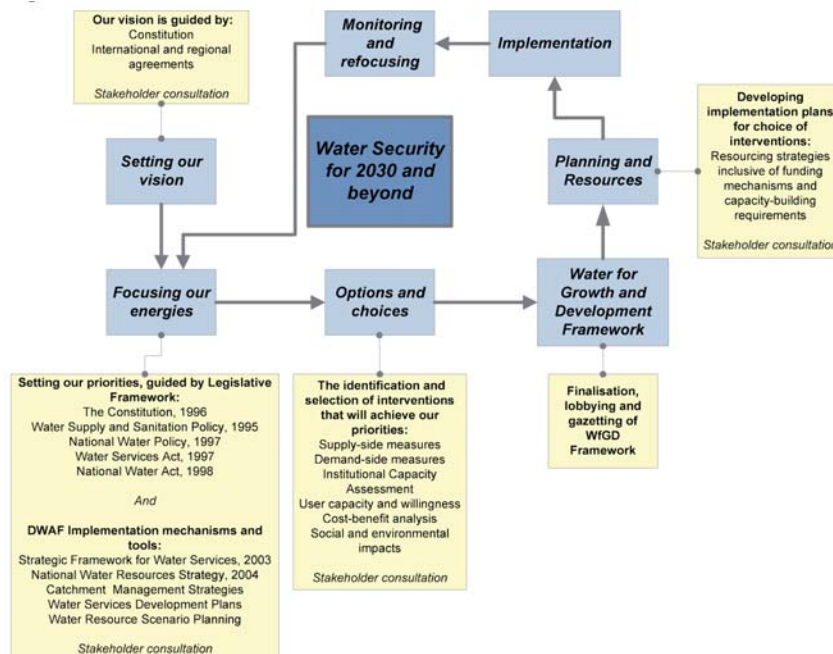 Our vision is guided by:
Constitution
International and regional
agreements
Stakeholder consultation
Setting our
vision
Monitoring
and
refocusing
Implementation
Water Security
for 2030 and
beyond
Planning and
Resources
Developing
implementation plans
for choice of
interventions:
Resourcing strategies
inclusive of funding
mechanisms and
capacity-building
requirements
Stakeholder consultation
Focusing our
energies
Options and
choices
Water for
Growth and
Development
Framework
Setting our priorities, guided by Legislative
Framework:
The Constitution, 1996
Water Supply and Sanitation Policy, 1995
National Water Policy, 1997
Water Services Act, 1997
National Water Act, 1998
And
DWAF Implementation mechanisms and
tools:
Strategic Framework for Water Services, 2003
National Water Resources Strategy, 2004
Catchment Management Strategies
Water Services Development Plans
Water Resource Scenario Planning
Stakeholder consultation
The identification and
selection of interventions
that will achieve our
priorities:
Supply-side measures
Demand-side measures
Institutional Capacity
Assessment
User capacity and willingness
Cost-benefit analysis
Social and environmental
impacts
Stakeholder consultation
Finalisation,
lobbying and
gazetting of
WfGD
Framework